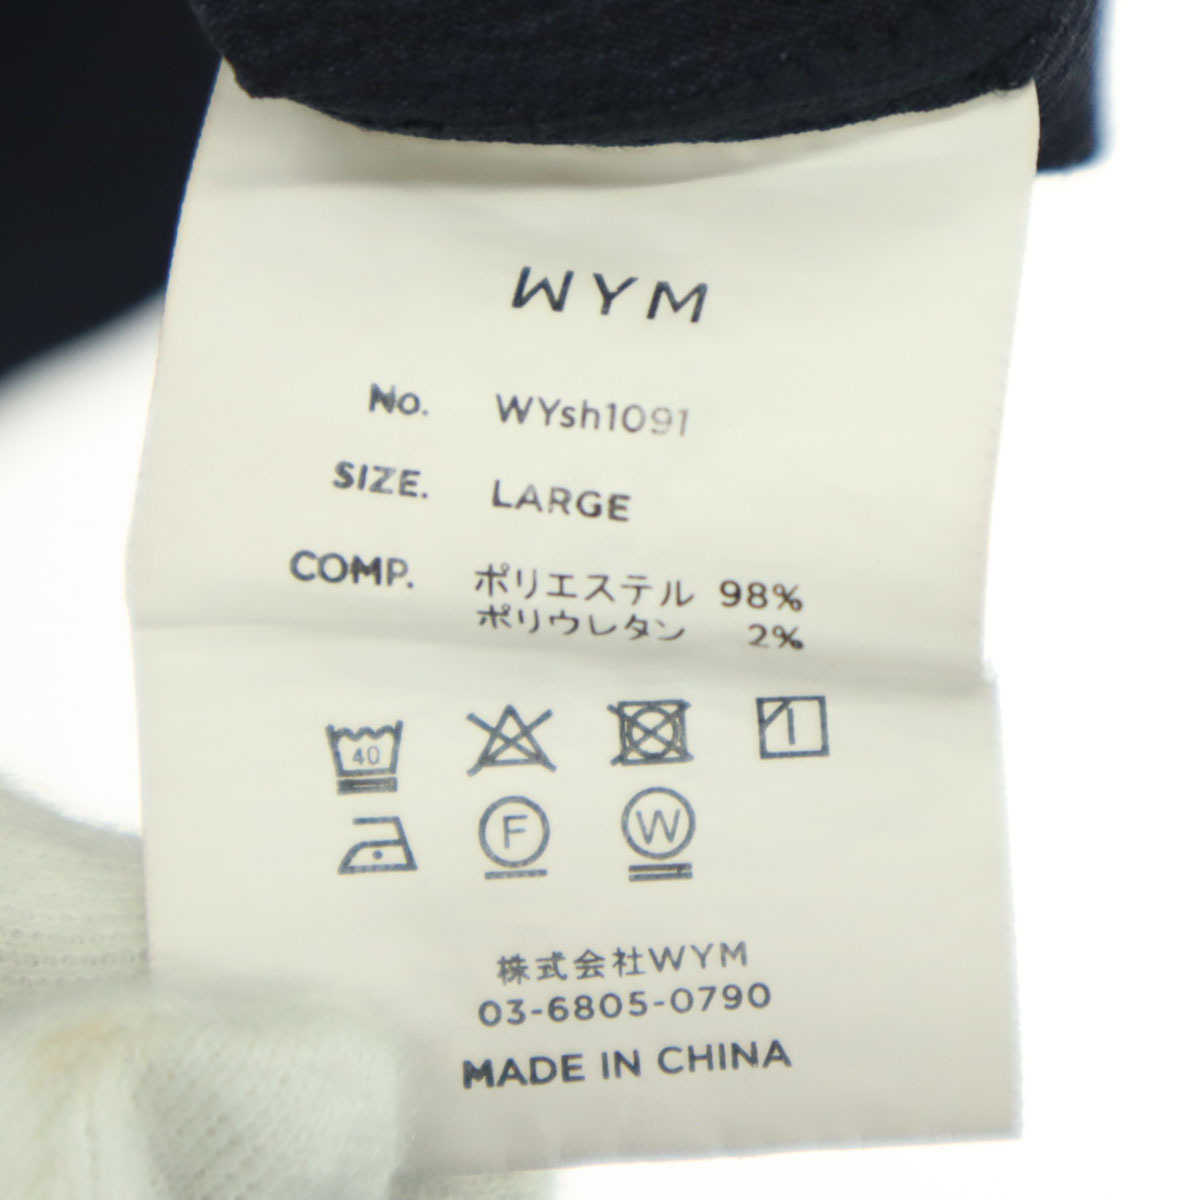 WYM
No. WYsh1091
SIZE. LARGE
COMP. ポリエステル 98%
ポリウレタン 2%
40
F W
株式会社WYM
03-6805-0790
MADE IN CHINA